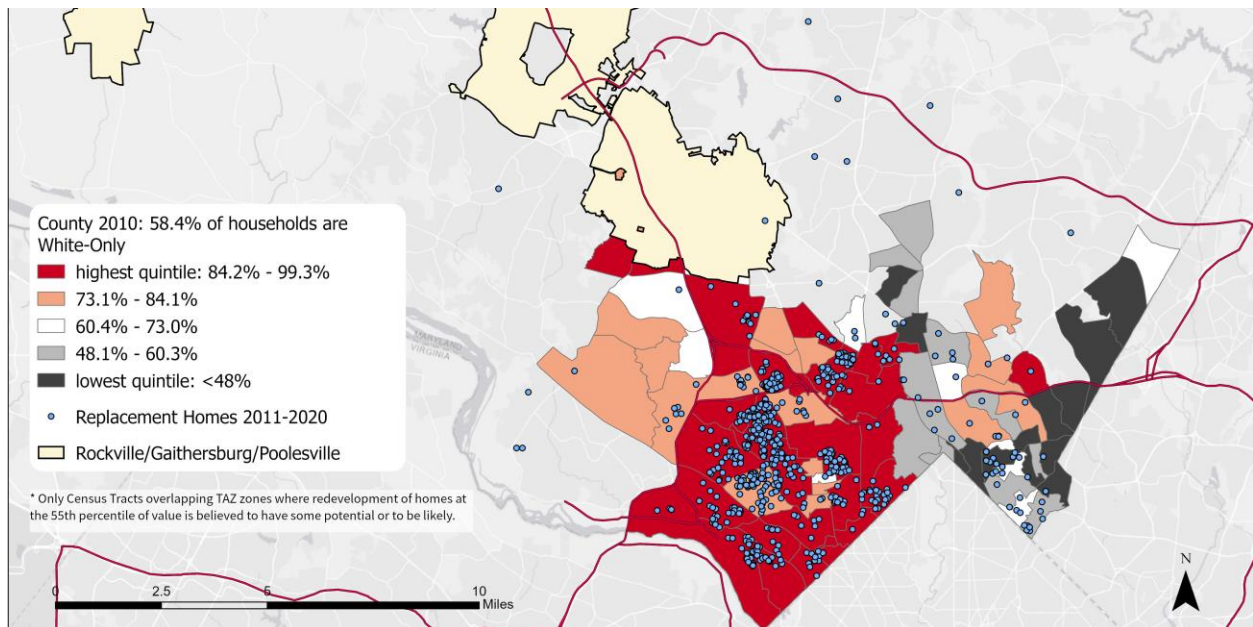 County 2010: 58.4% of households are
White-Only
highest quintile: 84.2% - 99.3%
73.1% - 84.1%
60.4% - 73.0%
48.1% - 60.3%
lowest quintile: <48%
Replacement Homes 2011-2020
Rockville/Gaithersburg/Poolesville
* Only Census Tracts overlapping TAZ zones where redevelopment of homes at
the 55th percentile of value is believed to have some potential or to be likely.
MARYLAND
VIRGINIA
0 2.5 5 10
Miles
N